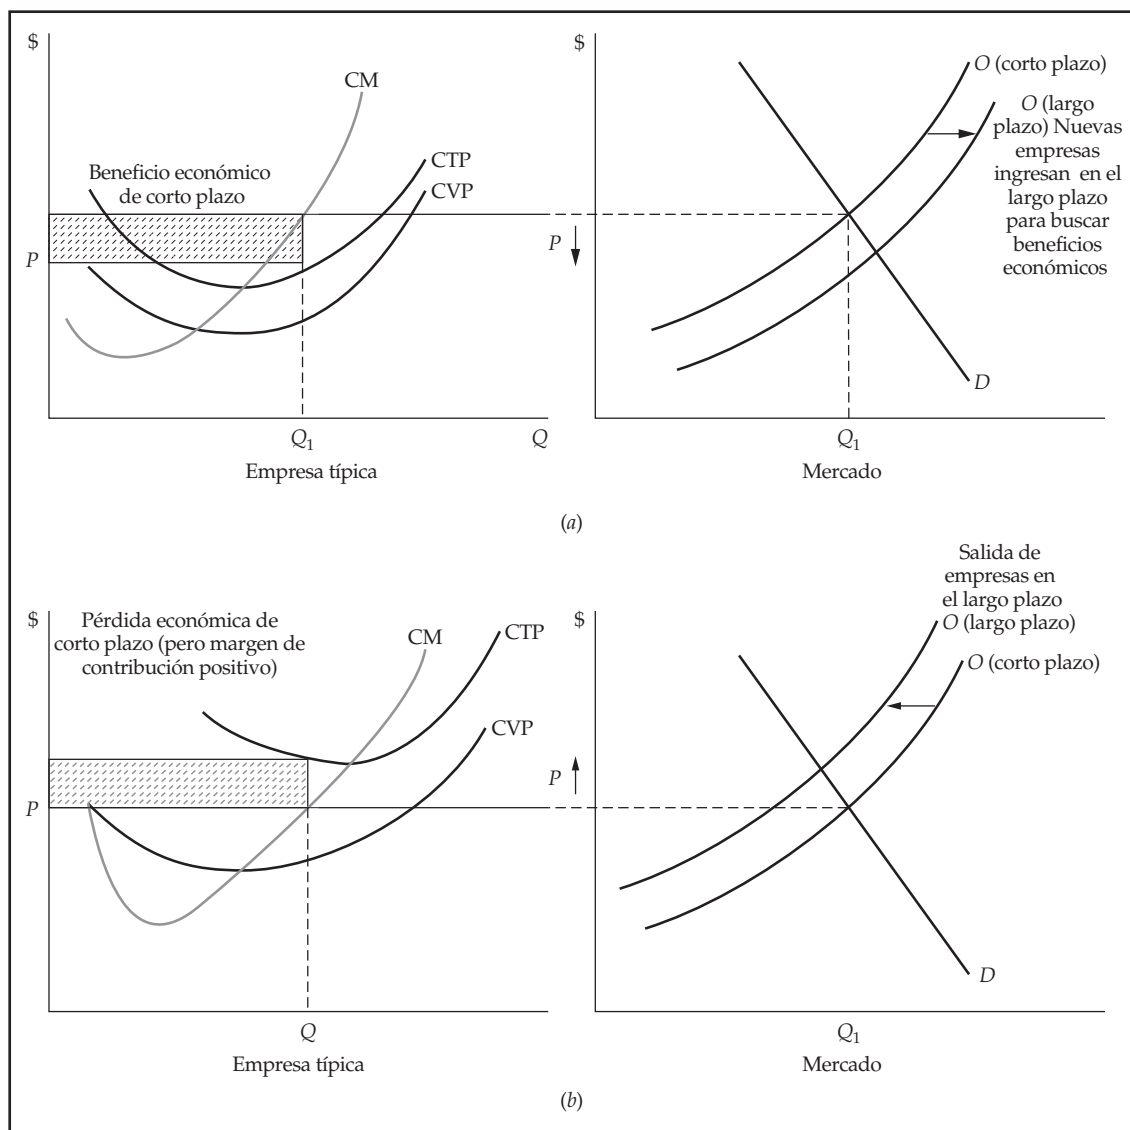 $
CM
Beneficio económico
de corto plazo
CTP
CVP
P
Q1
Q
Empresa típica
$
O (corto plazo)
O (largo
plazo) Nuevas
empresas
ingresan en el
largo plazo
para buscar
beneficios
económicos
P
D
Q1
Mercado
(a)
$
Pérdida económica de
corto plazo (pero margen de
contribución positivo)
CM
CTP
CVP
P
Q
Empresa típica
Salida de
empresas en
el largo plazo
$
O (largo plazo)
O (corto plazo)
P
D
Q1
Mercado
(b)